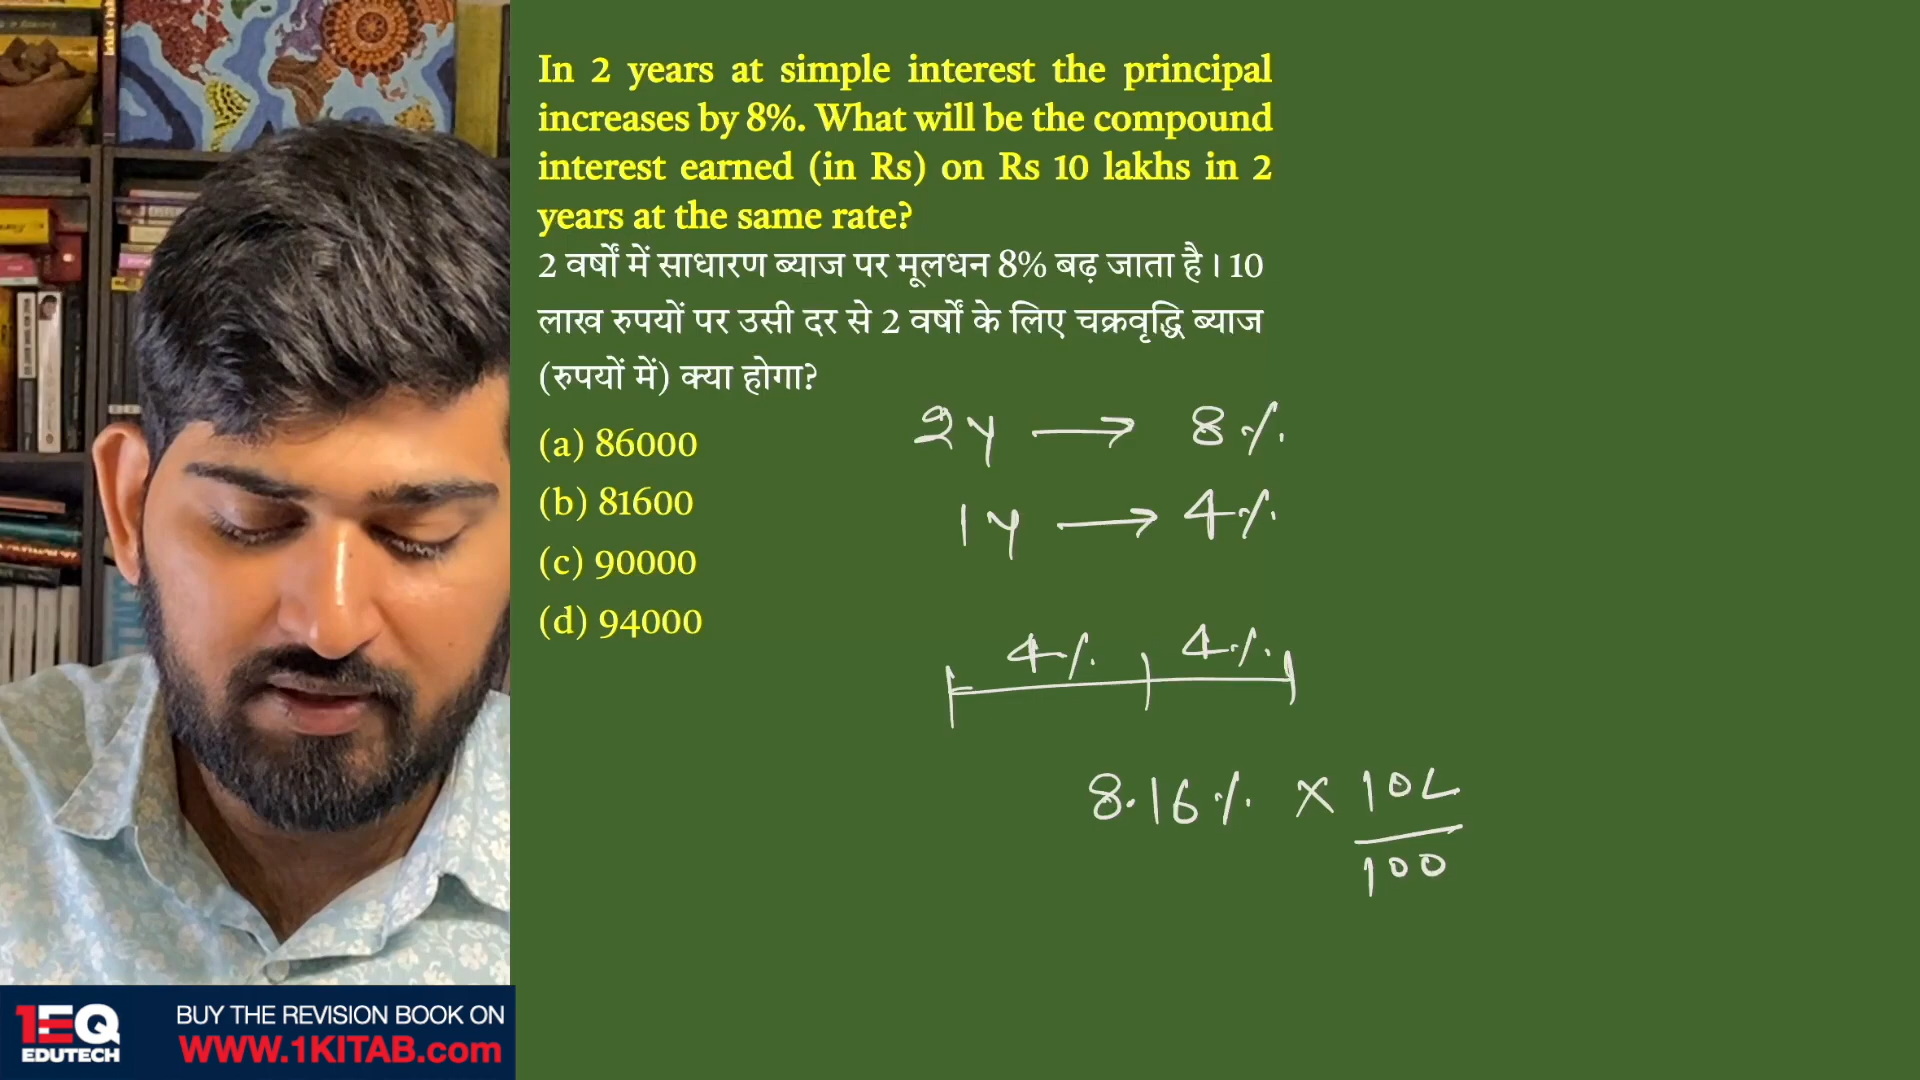 In 2 years at simple interest the principal
increases by 8%. What will be the compound
interest earned (in Rs) on Rs 10 lakhs in 2
years at the same rate?
2 वर्षों में साधारण ब्याज पर मूलधन 8% बढ़ जाता है। 10
लाख रुपयों पर उसी दर से 2 वर्षों के लिए चक्रवृद्धि ब्याज
(रुपयों में) क्या होगा?
(a) 86000
(b) 81600
(c) 90000
(d) 94000
2y → 8%
1y → 4%
4% 4%
8.16% × 10L
100
1EQ
EDUTECH
BUY THE REVISION BOOK ON
WWW.1KITAB.com